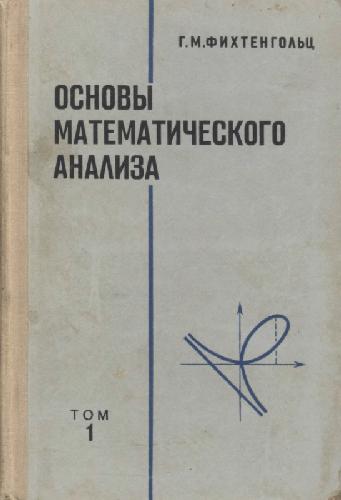 Г. М. ФИХТЕНГОЛЬЦ
ОСНОВЫ
МАТЕМАТИЧЕСКОГО
АНАЛИЗА
ТОМ
1